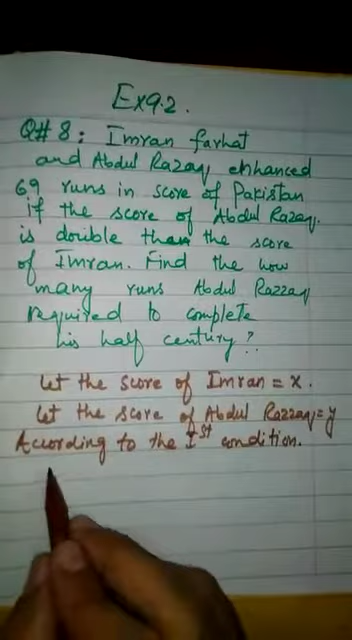 Ex9.2.
Q# 8: Imran farhat
and Abdul Razaq enhanced
69 runs in score of Pakistan
if the score of Abdul Razaq.
is double than the score
of Imran. Find the how
many runs Abdul Razzaq
required to complete
his half century?
Let the score of Imran = x.
Let the score of Abdul Razzaq = y
According to the Ist condition.